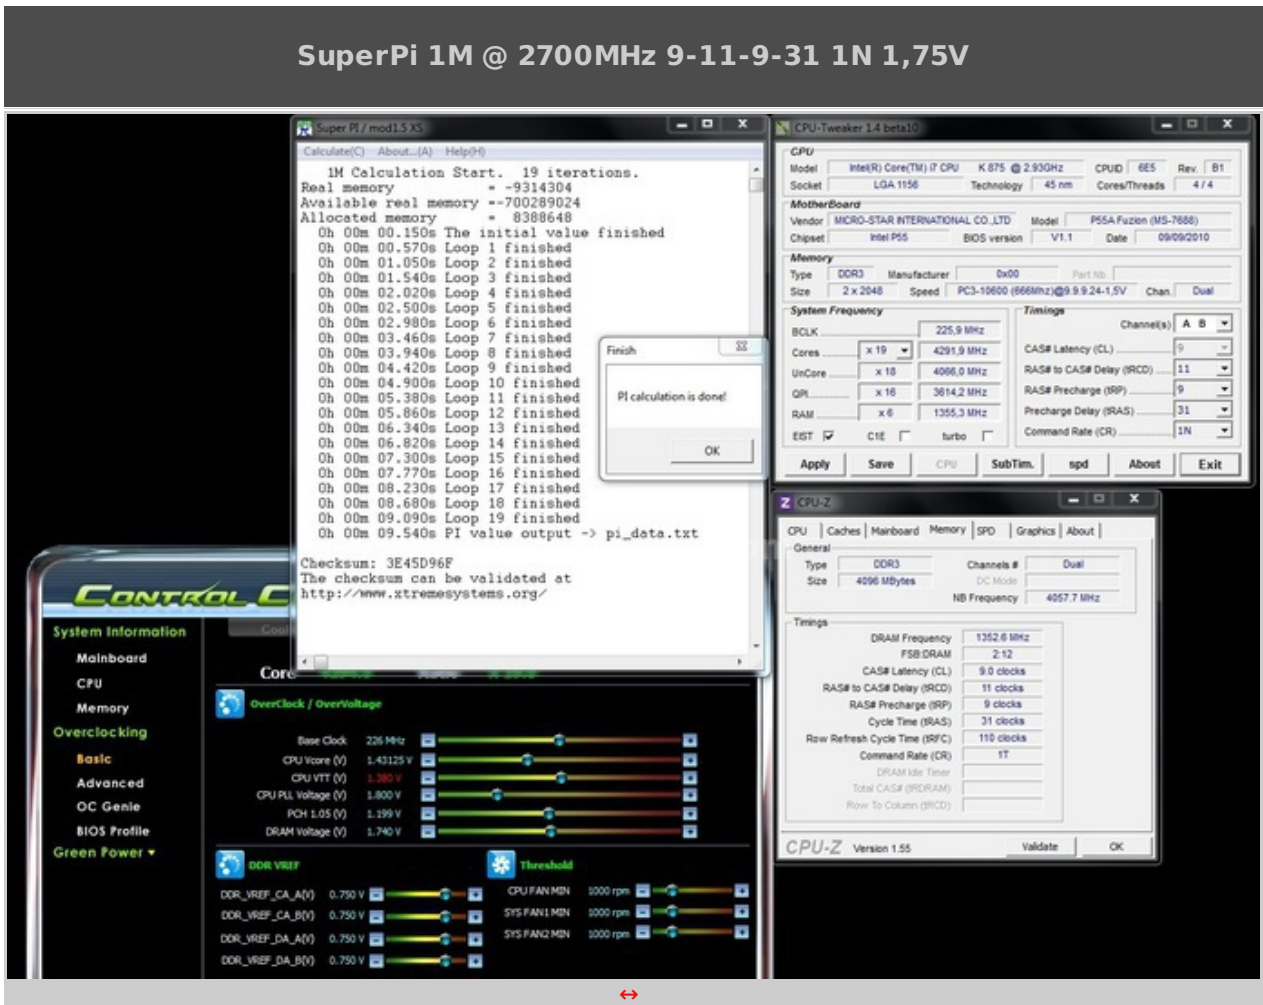 SuperPi 1M @ 2700MHz 9-11-9-31 1N 1,75V
Super PI / mod1.5 XS
Calculate(C) About...(A) Help(H)
1M Calculation Start. 19 iterations.
Real memory = -9314304
Available real memory =-700289024
Allocated memory = 8388648
0h 00m 00.150s The initial value finished
0h 00m 00.570s Loop 1 finished
0h 00m 01.050s Loop 2 finished
0h 00m 01.540s Loop 3 finished
0h 00m 02.020s Loop 4 finished
0h 00m 02.500s Loop 5 finished
0h 00m 02.980s Loop 6 finished
0h 00m 03.460s Loop 7 finished
0h 00m 03.940s Loop 8 finished
0h 00m 04.420s Loop 9 finished
0h 00m 04.900s Loop 10 finished
0h 00m 05.380s Loop 11 finished
0h 00m 05.860s Loop 12 finished
0h 00m 06.340s Loop 13 finished
0h 00m 06.820s Loop 14 finished
0h 00m 07.300s Loop 15 finished
0h 00m 07.770s Loop 16 finished
0h 00m 08.230s Loop 17 finished
0h 00m 08.680s Loop 18 finished
0h 00m 09.090s Loop 19 finished
0h 00m 09.540s PI value output -> pi_data.txt
Checksum: 3E45D96F
The checksum can be validated at
http://www.xtremesystems.org/
Finish
PI calculation is done!
OK
CPU-Tweaker 1.4 beta10
CPU
Model Intel(R) Core(TM) i7 CPU K 875 @ 2.93GHz CPUID 6E5 Rev. B1
Socket LGA 1156 Technology 45 nm Cores/Threads 4 / 4
MotherBoard
Vendor MICRO-STAR INTERNATIONAL CO.,LTD Model P55A Fuzion (MS-7688)
Chipset Intel P55 BIOS version V1.1 Date 09/09/2010
Memory
Type DDR3 Manufacturer 0x00 Part Nb.
Size 2 x 2048 Speed PC3-10600 (666Mhz)@9.9.9.24-1,5V Chan. Dual
System Frequency
BCLK 225,9 MHz
Cores x 19 4291,9 MHz
UnCore x 18 4066,0 MHz
QPI x 16 3614,2 MHz
RAM x 6 1355,3 MHz
EIST C1E turbo
Timings
Channel(s) A B
CAS# Latency (CL) 9
RAS# to CAS# Delay (tRCD) 11
RAS# Precharge (tRP) 9
Precharge Delay (tRAS) 31
Command Rate (CR) 1N
Apply Save CPU SubTim. spd About Exit
CPU-Z
CPU Caches Mainboard Memory SPD Graphics About
General
Type DDR3 Channels # Dual
Size 4096 MBytes DC Mode
NB Frequency 4057.7 MHz
Timings
DRAM Frequency 1352.6 MHz
FSB:DRAM 2:12
CAS# Latency (CL) 9.0 clocks
RAS# to CAS# Delay (tRCD) 11 clocks
RAS# Precharge (tRP) 9 clocks
Cycle Time (tRAS) 31 clocks
Row Refresh Cycle Time (tRFC) 110 clocks
Command Rate (CR) 1T
DRAM Idle Timer
Total CAS# (tRDRAM)
Row To Column (tRCD)
CPU-Z Version 1.55 Validate OK
CONTROL C
System Information
Mainboard
CPU
Memory
Overclocking
Basic
Advanced
OC Genie
BIOS Profile
Green Power
Core
OverClock / OverVoltage
Base Clock 226 MHz
CPU Vcore (V) 1.43125 V
CPU VTT (V) 1.380 V
CPU PLL Voltage (V) 1.800 V
PCH 1.05 (V) 1.199 V
DRAM Voltage (V) 1.740 V
DDR VREF
DDR_VREF_CA_A(V) 0.750 V
DDR_VREF_CA_B(V) 0.750 V
DDR_VREF_DA_A(V) 0.750 V
DDR_VREF_DA_B(V) 0.750 V
Threshold
CPU FAN MIN 1000 rpm
SYS FAN1 MIN 1000 rpm
SYS FAN2 MIN 1000 rpm